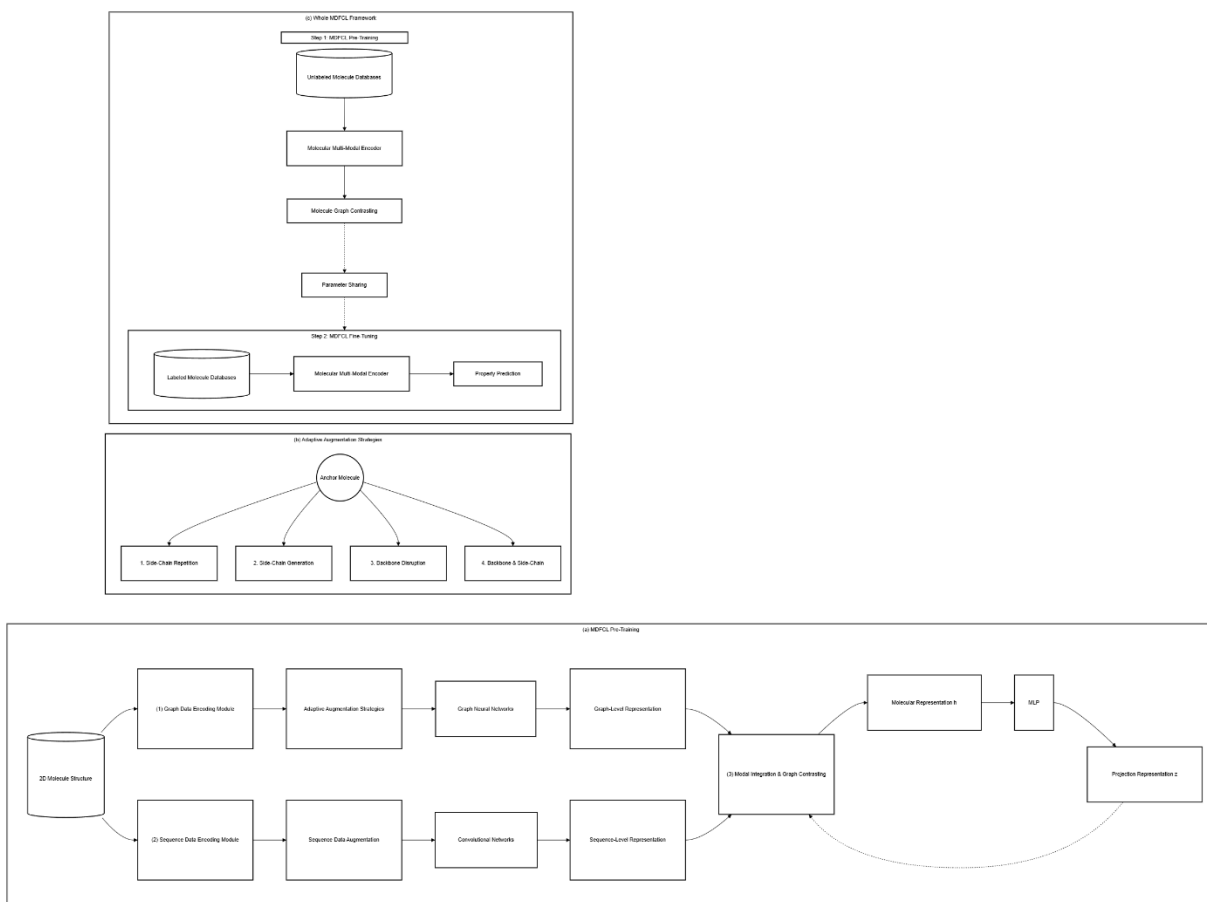 (c) Whole MDFCL Framework
Step 1: MDFCL Pre-Training
Unlabeled Molecule Databases
Molecular Multi-Modal Encoder
Molecule Graph Contrasting
Parameter Sharing
Step 2: MDFCL Fine-Tuning
Labeled Molecule Databases
Molecular Multi-Modal Encoder
Property Prediction
(b) Adaptive Augmentation Strategies
Anchor Molecule
1. Side-Chain Repetition
2. Side-Chain Generation
3. Backbone Disruption
4. Backbone & Side-Chain
(a) MDFCL Pre-Training
2D Molecule Structure
(1) Graph Data Encoding Module
Adaptive Augmentation Strategies
Graph Neural Networks
Graph-Level Representation
(2) Sequence Data Encoding Module
Sequence Data Augmentation
Convolutional Networks
Sequence-Level Representation
(3) Modal Integration & Graph Contrasting
Molecular Representation h
MLP
Projection Representation z